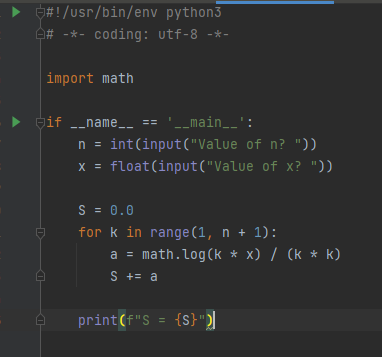 #!/usr/bin/env python3
# -*- coding: utf-8 -*-
import math
if __name__ == '__main__':
n = int(input("Value of n? "))
x = float(input("Value of x? "))
S = 0.0
for k in range(1, n + 1):
a = math.log(k * x) / (k * k)
S += a
print(f"S = {S}")